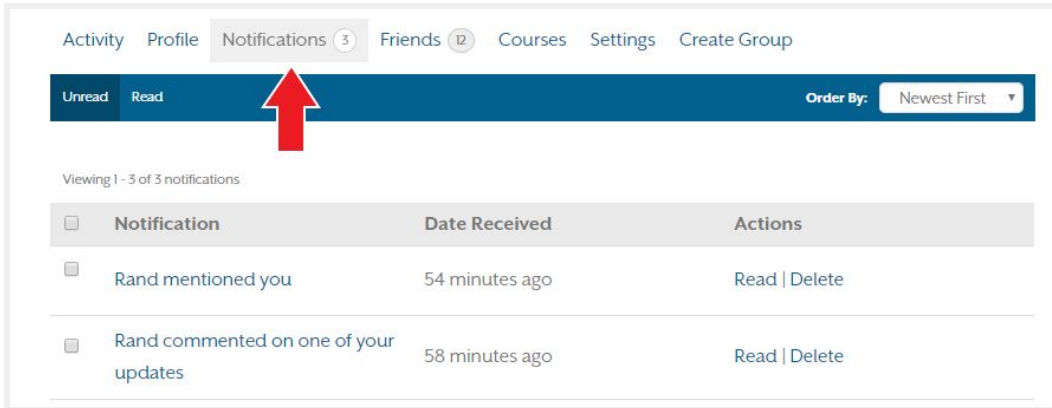 Activity Profile Notifications 3 Friends 12 Courses Settings Create Group
Unread Read Order By: Newest First
Viewing 1 - 3 of 3 notifications
Notification Date Received Actions
Rand mentioned you 54 minutes ago Read | Delete
Rand commented on one of your
updates 58 minutes ago Read | Delete